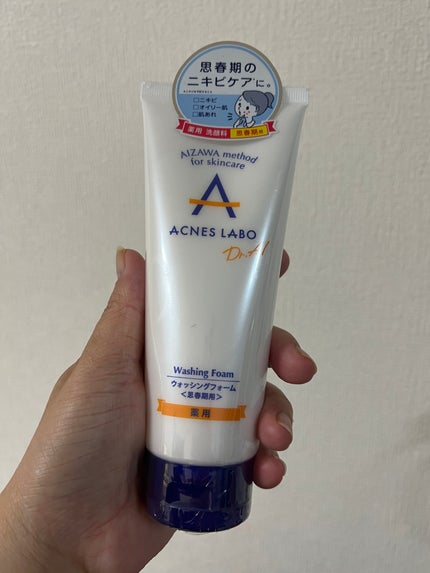 思春期の
ニキビケアに。
□ニキビ
□オイリー肌
□肌あれ
薬用 洗顔料 思春期用
AIZAWA method
for skincare
A
ACNES LABO
Dr.AI
Washing Foam
ウォッシングフォーム
<思春期用>
薬用